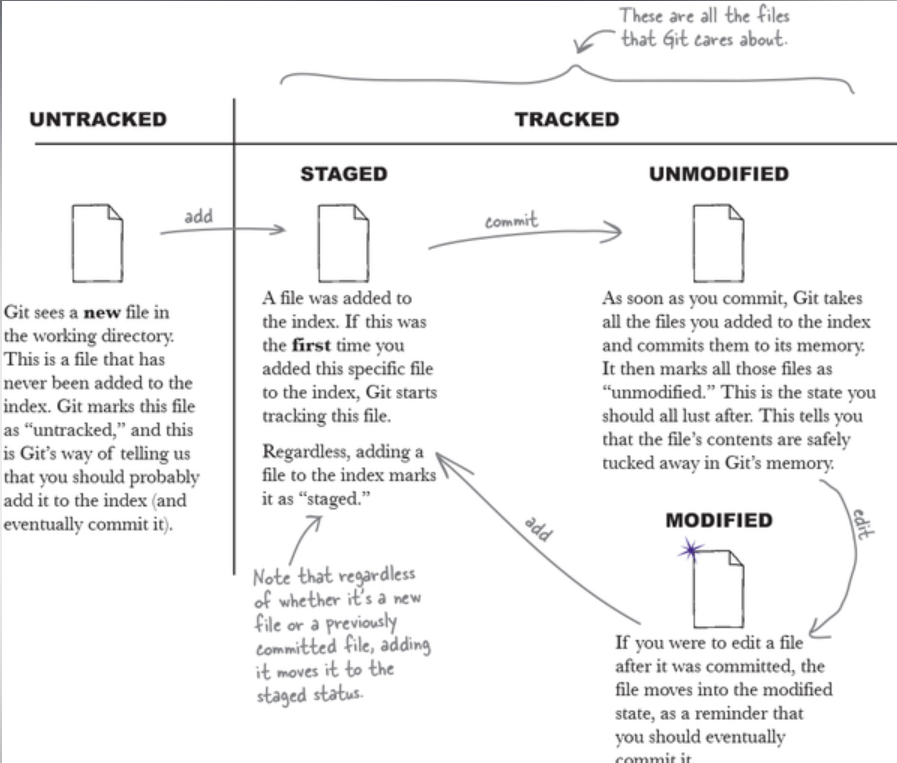 These are all the files
that Git cares about.
UNTRACKED
TRACKED
STAGED
UNMODIFIED
add
commit
Git sees a new file in
the working directory.
This is a file that has
never been added to the
index. Git marks this file
as “untracked,” and this
is Git’s way of telling us
that you should probably
add it to the index (and
eventually commit it).
A file was added to
the index. If this was
the first time you
added this specific file
to the index, Git starts
tracking this file.
Regardless, adding a
file to the index marks
it as “staged.”
Note that regardless
of whether it’s a new
file or a previously
committed file, adding
it moves it to the
staged status.
As soon as you commit, Git takes
all the files you added to the index
and commits them to its memory.
It then marks all those files as
“unmodified.” This is the state you
should all lust after. This tells you
that the file’s contents are safely
tucked away in Git’s memory.
edit
add
MODIFIED
If you were to edit a file
after it was committed, the
file moves into the modified
state, as a reminder that
you should eventually
commit it